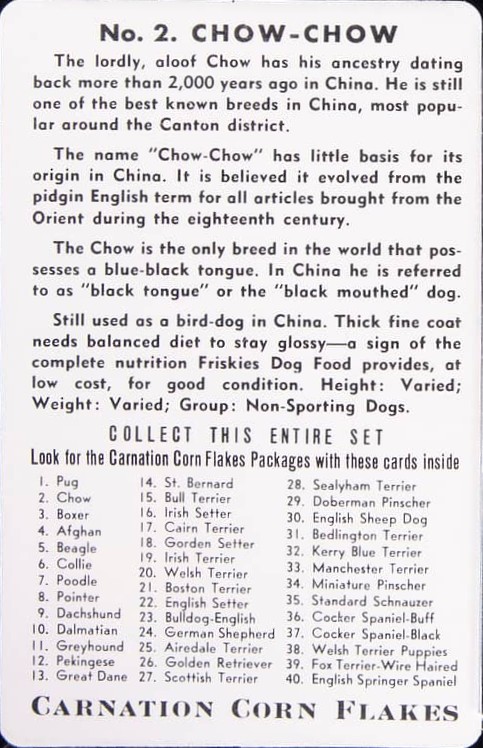 No. 2. CHOW-CHOW
The lordly, aloof Chow has his ancestry dating
back more than 2,000 years ago in China. He is still
one of the best known breeds in China, most popu-
lar around the Canton district.
The name "Chow-Chow" has little basis for its
origin in China. It is believed it evolved from the
pidgin English term for all articles brought from the
Orient during the eighteenth century.
The Chow is the only breed in the world that pos-
sesses a blue-black tongue. In China he is referred
to as "black tongue" or the "black mouthed" dog.
Still used as a bird-dog in China. Thick fine coat
needs balanced diet to stay glossy—a sign of the
complete nutrition Friskies Dog Food provides, at
low cost, for good condition. Height: Varied;
Weight: Varied; Group: Non-Sporting Dogs.
COLLECT THIS ENTIRE SET
Look for the Carnation Corn Flakes Packages with these cards inside
1. Pug
2. Chow
3. Boxer
4. Afghan
5. Beagle
6. Collie
7. Poodle
8. Pointer
9. Dachshund
10. Dalmatian
11. Greyhound
12. Pekingese
13. Great Dane
14. St. Bernard
15. Bull Terrier
16. Irish Setter
17. Cairn Terrier
18. Gorden Setter
19. Irish Terrier
20. Welsh Terrier
21. Boston Terrier
22. English Setter
23. Bulldog-English
24. German Shepherd
25. Airedale Terrier
26. Golden Retriever
27. Scottish Terrier
28. Sealyham Terrier
29. Doberman Pinscher
30. English Sheep Dog
31. Bedlington Terrier
32. Kerry Blue Terrier
33. Manchester Terrier
34. Miniature Pinscher
35. Standard Schnauzer
36. Cocker Spaniel-Buff
37. Cocker Spaniel-Black
38. Welsh Terrier Puppies
39. Fox Terrier-Wire Haired
40. English Springer Spaniel
CARNATION CORN FLAKES